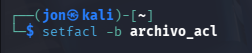 ┌──(jon㉿kali)-[~]
└─$ setfacl -b archivo_acl